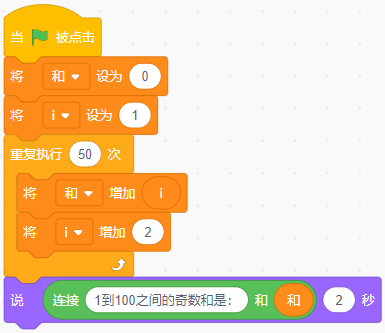 当 被点击
将 和 设为 0
将 i 设为 1
重复执行 50 次
将 和 增加 i
将 i 增加 2
说 连接 1到100之间的奇数和是： 和 和 2 秒